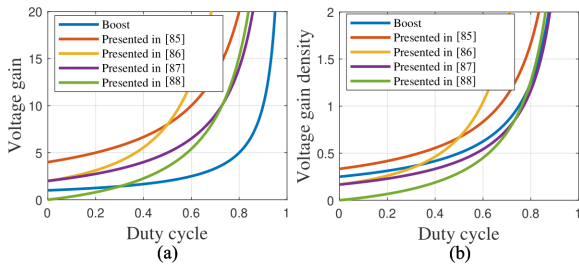 20
15
10
5
0
Voltage gain
Boost
Presented in [85]
Presented in [86]
Presented in [87]
Presented in [88]
0 0.2 0.4 0.6 0.8 1
Duty cycle
(a)
2
1.5
1
0.5
0
Voltage gain density
Boost
Presented in [85]
Presented in [86]
Presented in [87]
Presented in [88]
0 0.2 0.4 0.6 0.8 1
Duty cycle
(b)